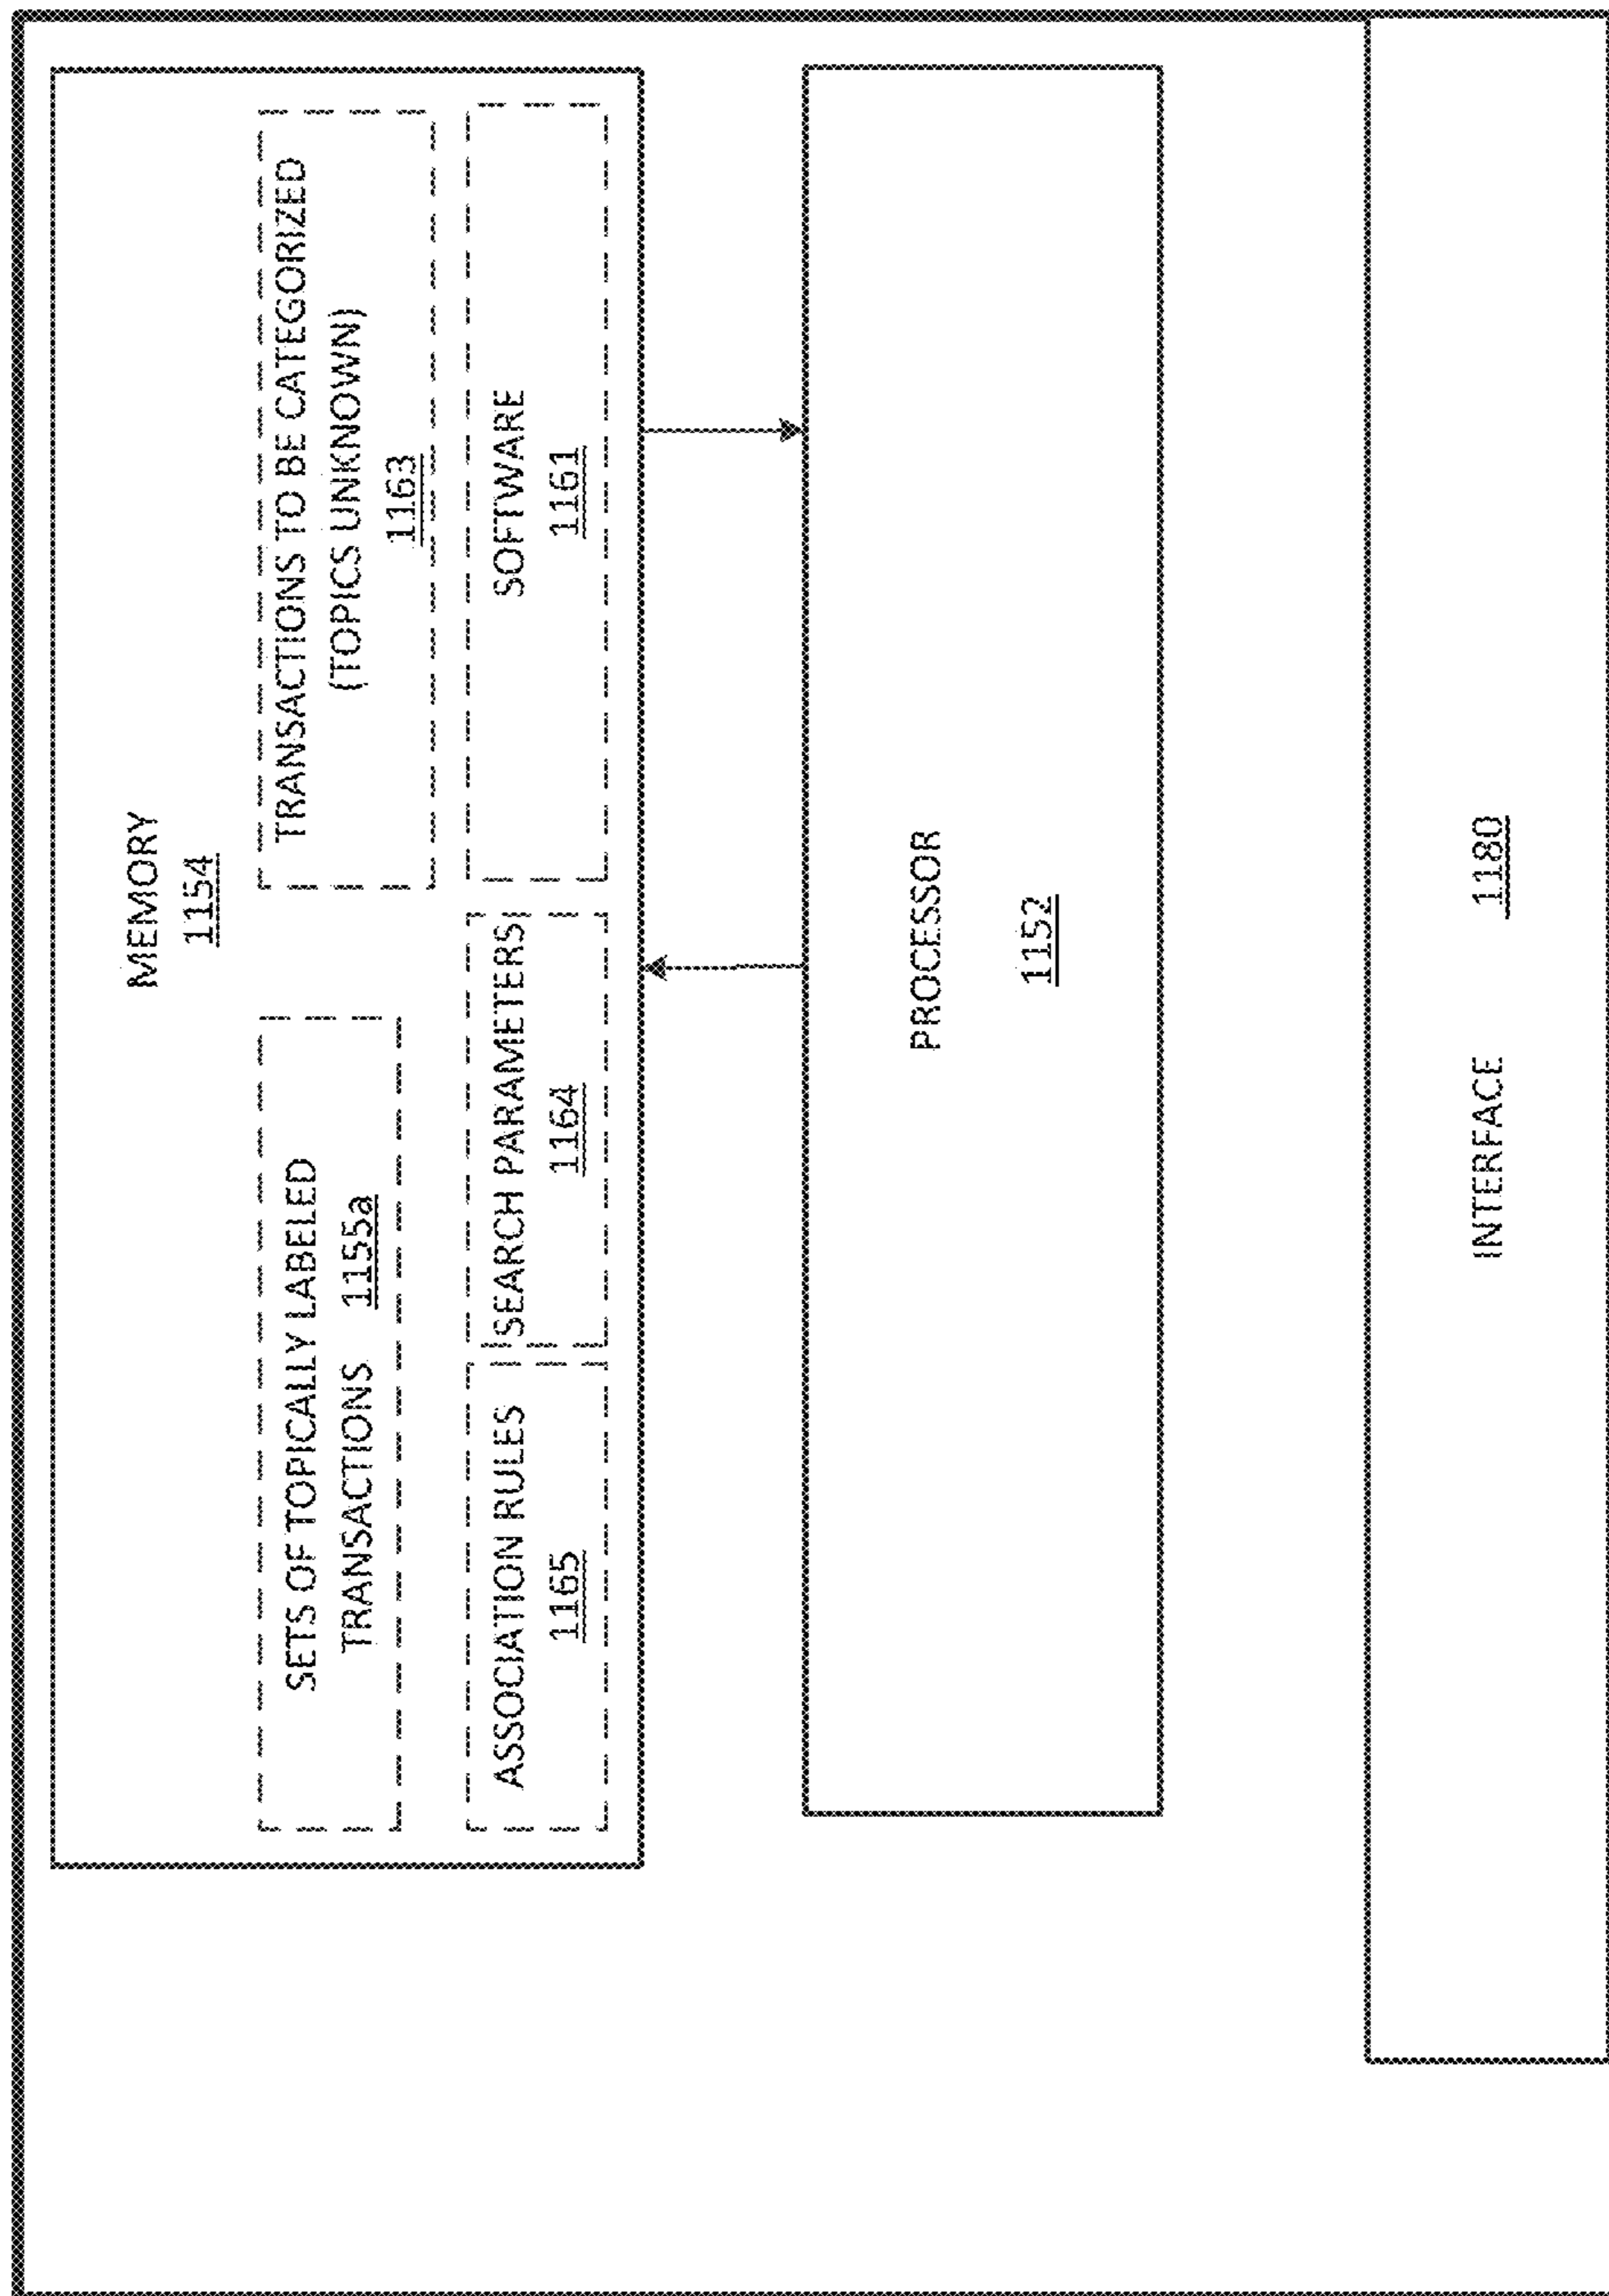 MEMORY
1154
SETS OF TOPICALLY LABELED
TRANSACTIONS 1155a
TRANSACTIONS TO BE CATEGORIZED
(TOPICS UNKNOWN)
1163
ASSOCIATION RULES
1165
SEARCH PARAMETERS
1164
SOFTWARE
1161
PROCESSOR
1152
INTERFACE 1180